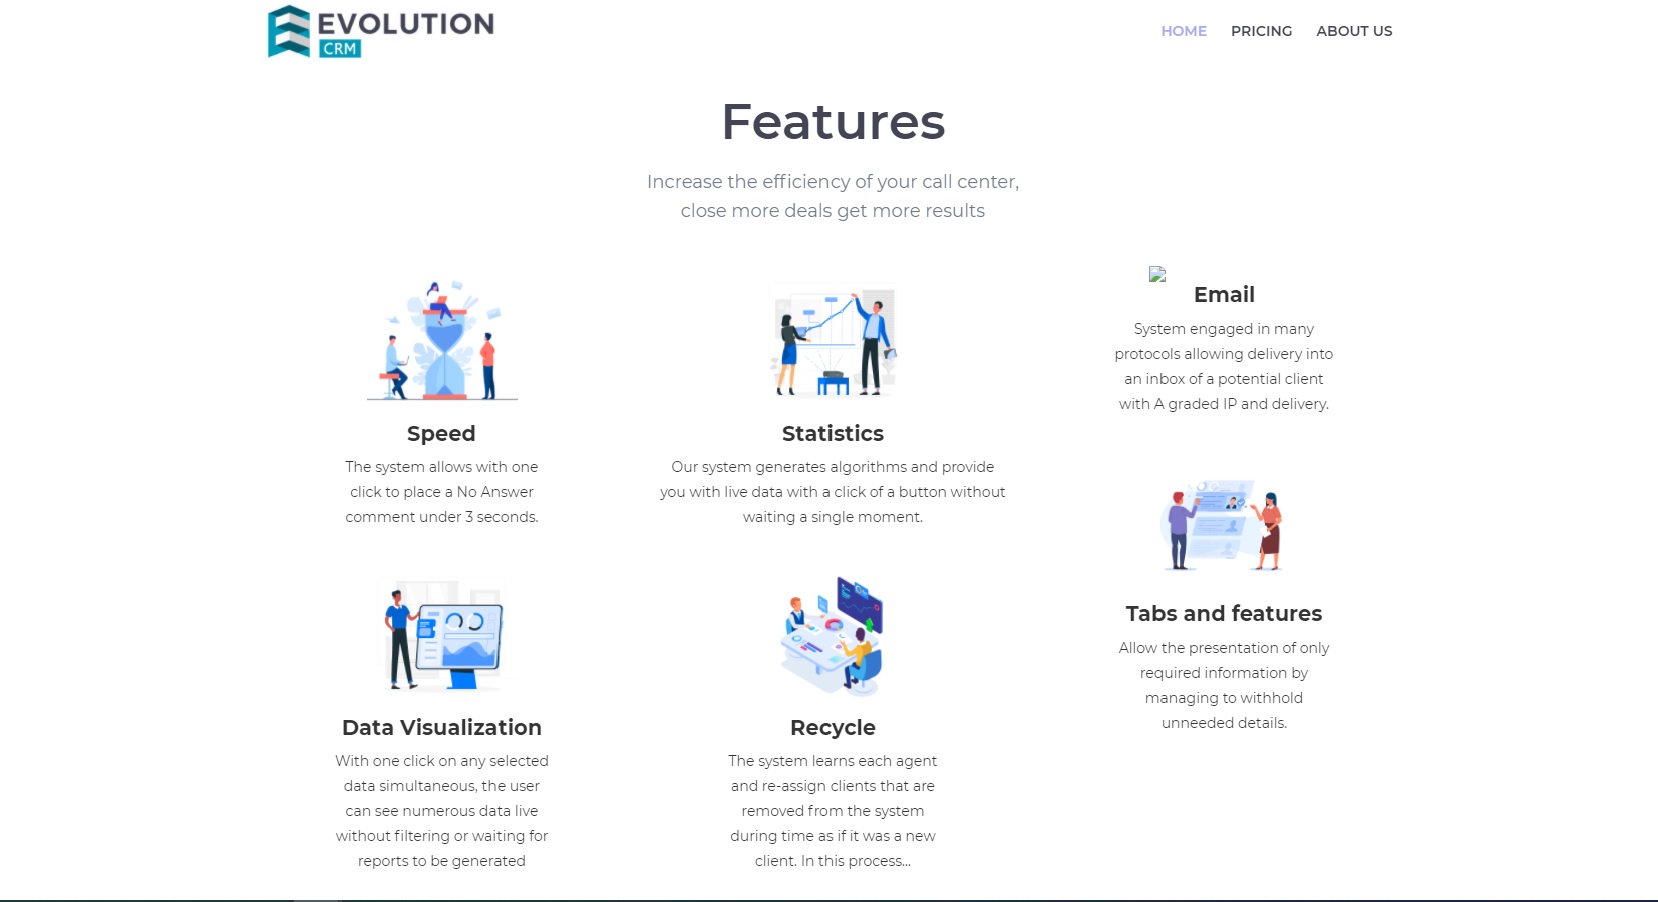 EVOLUTION
CRM
HOME PRICING ABOUT US
Features
Increase the efficiency of your call center,
close more deals get more results
Speed
The system allows with one
click to place a No Answer
comment under 3 seconds.
Statistics
Our system generates algorithms and provide
you with live data with a click of a button without
waiting a single moment.
Email
System engaged in many
protocols allowing delivery into
an inbox of a potential client
with A graded IP and delivery.
Data Visualization
With one click on any selected
data simultaneous, the user
can see numerous data live
without filtering or waiting for
reports to be generated
Recycle
The system learns each agent
and re-assign clients that are
removed from the system
during time as if it was a new
client. In this process...
Tabs and features
Allow the presentation of only
required information by
managing to withhold
unneeded details.